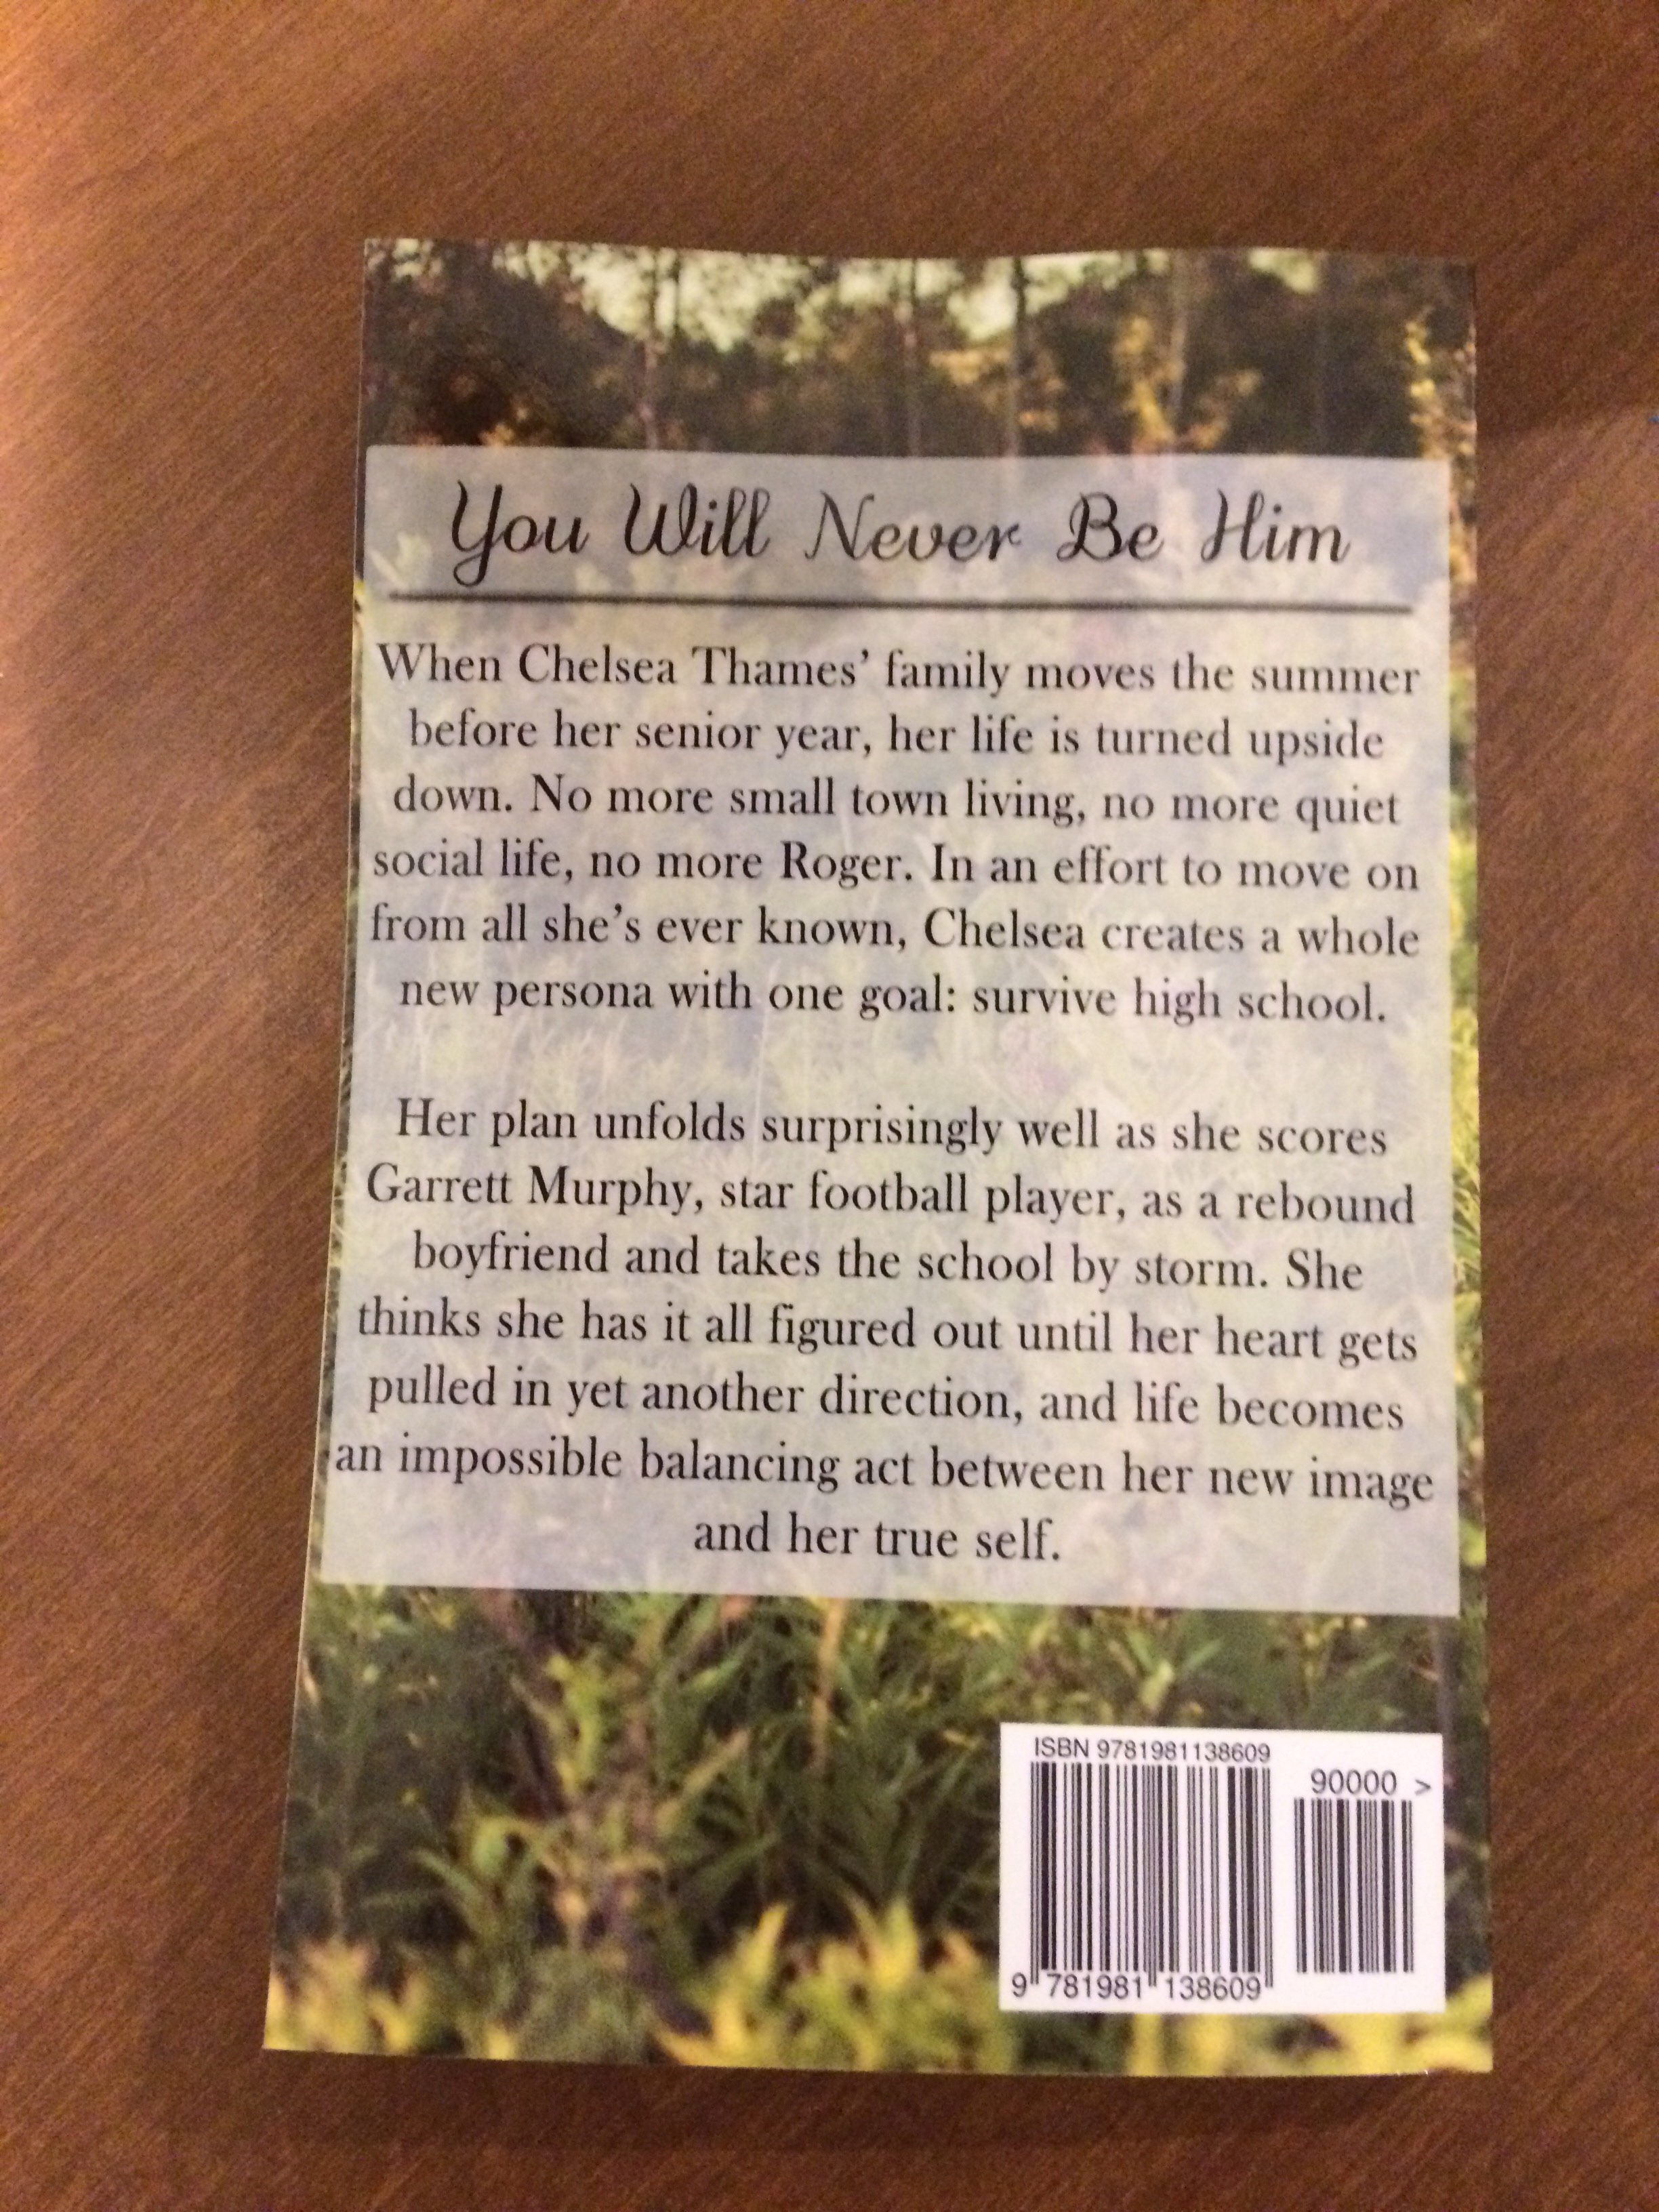 You Will Never Be Him
When Chelsea Thames’ family moves the summer
before her senior year, her life is turned upside
down. No more small town living, no more quiet
social life, no more Roger. In an effort to move on
from all she’s ever known, Chelsea creates a whole
new persona with one goal: survive high school.
Her plan unfolds surprisingly well as she scores
Garrett Murphy, star football player, as a rebound
boyfriend and takes the school by storm. She
thinks she has it all figured out until her heart gets
pulled in yet another direction, and life becomes
an impossible balancing act between her new image
and her true self.
ISBN 9781981138609
90000 >
9 781981 138609